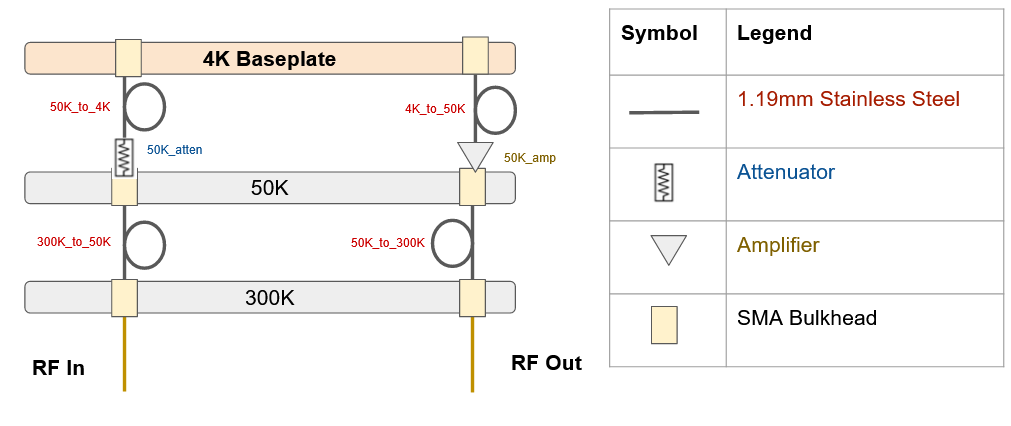 4K Baseplate
50K_to_4K
4K_to_50K
50K_atten
50K_amp
50K
300K_to_50K
50K_to_300K
300K
RF In
RF Out
Symbol
Legend
1.19mm Stainless Steel
Attenuator
Amplifier
SMA Bulkhead